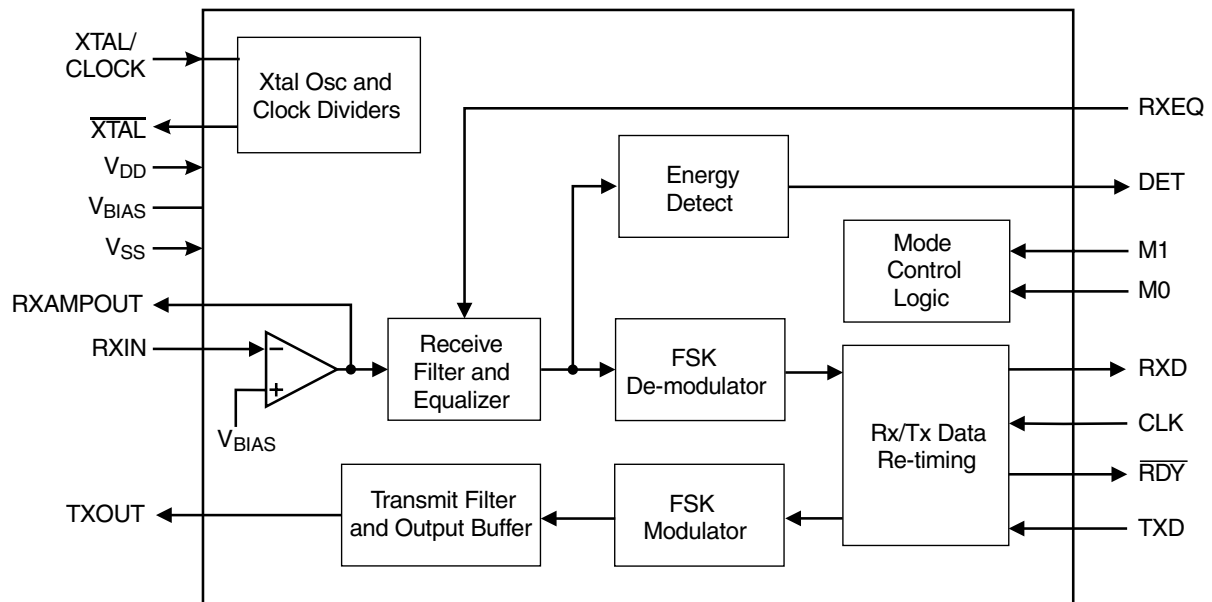 XTAL/
CLOCK
XTAL
VDD
VBIAS
VSS
RXAMPOUT
RXIN
TXOUT
Xtal Osc and
Clock Dividers
−
+
VBIAS
Receive
Filter and
Equalizer
Energy
Detect
Mode
Control
Logic
FSK
De-modulator
Rx/Tx Data
Re-timing
Transmit Filter
and Output Buffer
FSK
Modulator
RXEQ
DET
M1
M0
RXD
CLK
RDY
TXD